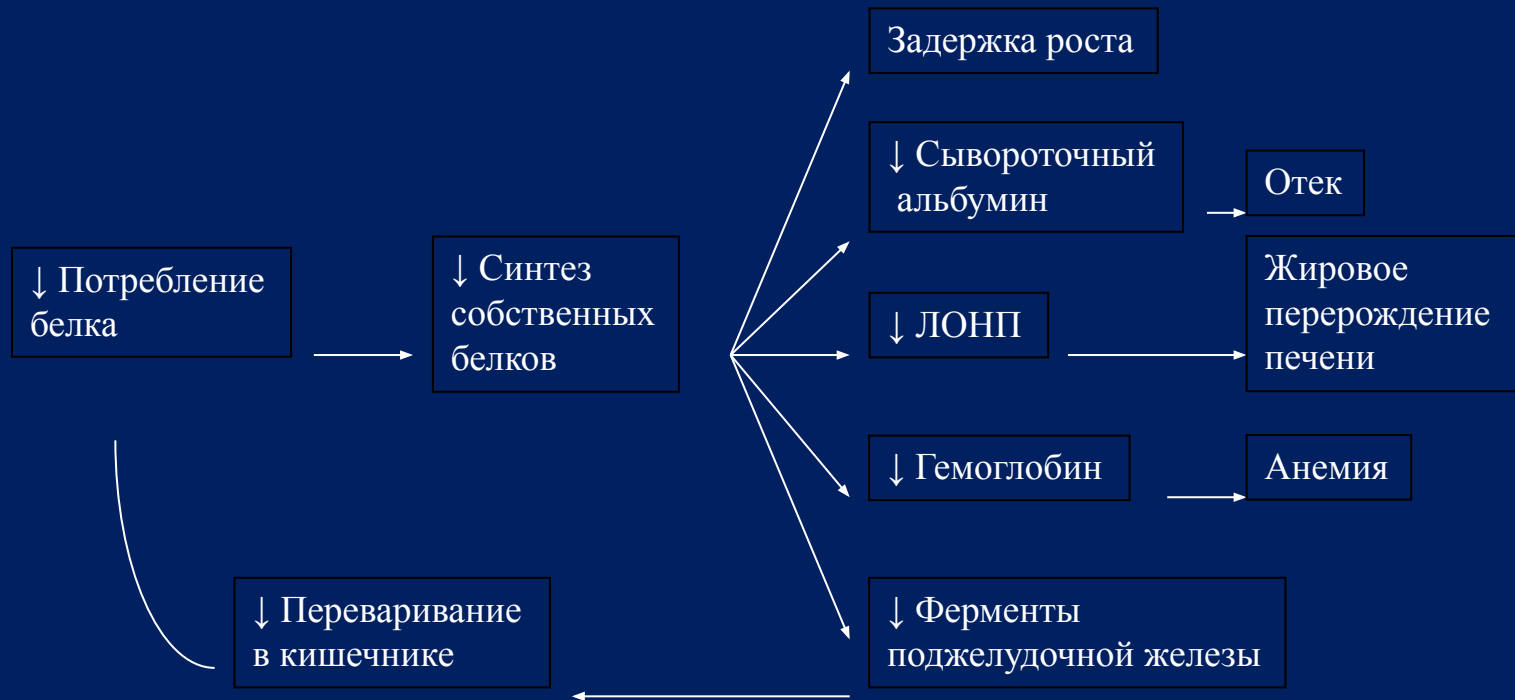 Задержка роста
↓ Сывороточный
альбумин
Отек
↓ Потребление
белка
↓ Синтез
собственных
белков
↓ ЛОНП
Жировое
перерождение
печени
↓ Гемоглобин
Анемия
↓ Переваривание
в кишечнике
↓ Ферменты
поджелудочной железы